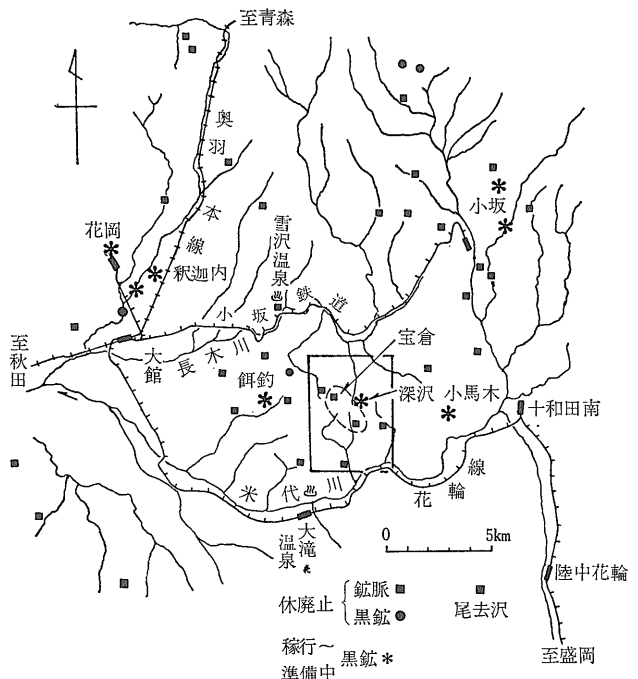 至青森
奥羽本線
小坂
花岡
釈迦内
雪沢温泉
小坂鉄道
至秋田
大館
長木川
宝倉
餌釣
深沢
小馬木
十和田南
米代川
花輪線
大滝温泉
0 5km
陸中花輪
休廃止 鉱脈
黒鉱
尾去沢
稼行～準備中 黒鉱
至盛岡